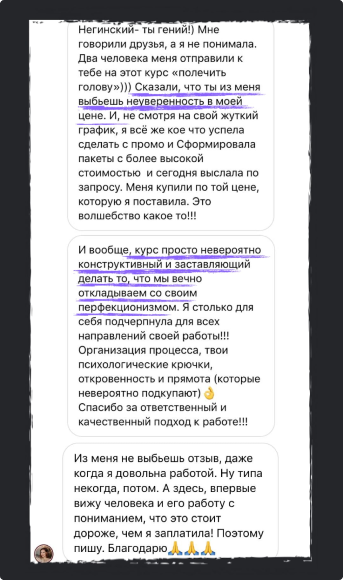 Негинский- ты гений!) Мне
говорили друзья, а я не понимала.
Два человека меня отправили к
тебе на этот курс «полечить
голову»))) Сказали, что ты из меня
выбьешь неуверенность в моей
цене. И, не смотря на свой жуткий
график, я всё же кое что успела
сделать с промо и Сформировала
пакеты с более высокой
стоимостью  и сегодня выслала по
запросу. Меня купили по той цене,
которую я поставила. Это
волшебство какое то!!!
И вообще, курс просто невероятно
конструктивный и заставляющий
делать то, что мы вечно
откладываем со своим
перфекционизмом. Я столько для
себя подчерпнула для всех
направлений своей работы!!!
Организация процесса, твои
психологические крючки,
откровенность и прямота (которые
невероятно подкупают)👌
Спасибо за ответственный и
качественный подход к работе!!!
Из меня не выбьешь отзыв, даже
когда я довольна работой. Ну типа
некогда, потом. А здесь, впервые
вижу человека и его работу с
пониманием, что это стоит
дороже, чем я заплатила! Поэтому
пишу. Благодарю🙏🙏🙏